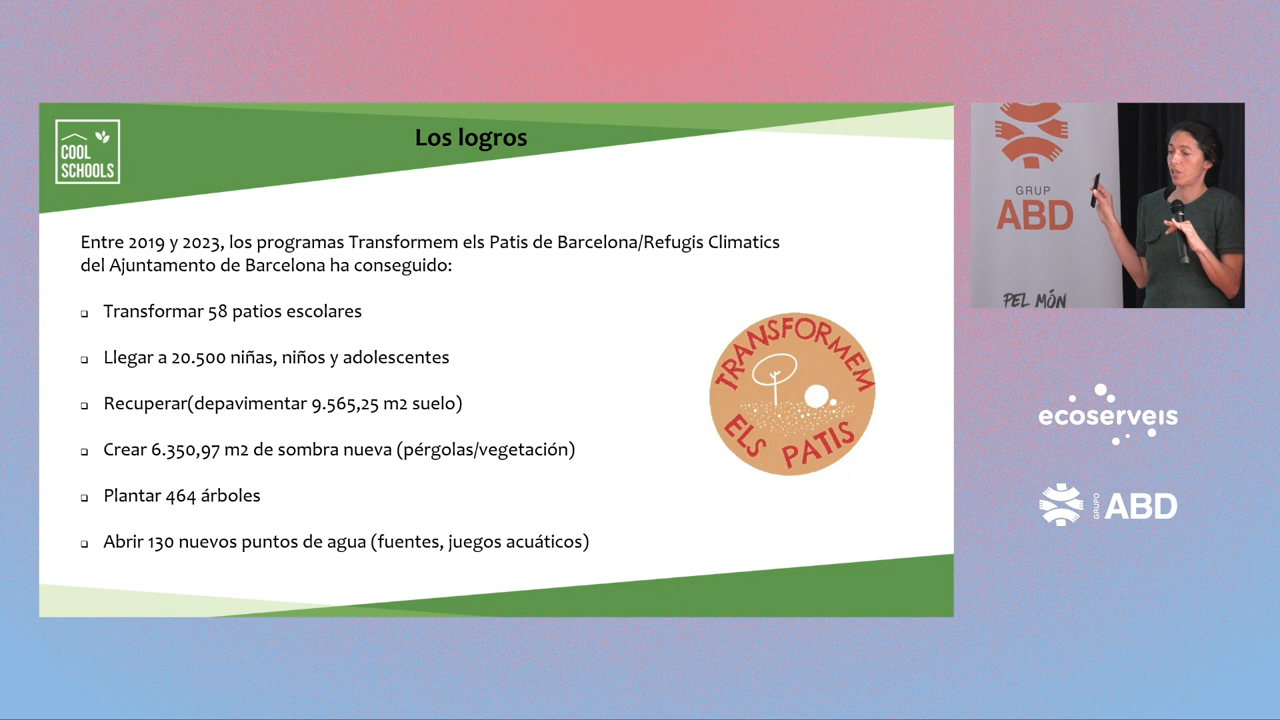 COOL
SCHOOLS
Los logros
Entre 2019 y 2023, los programas Transformem els Patis de Barcelona/Refugis Climatics
del Ajuntamento de Barcelona ha conseguido:
Transformar 58 patios escolares
Llegar a 20.500 niñas, niños y adolescentes
Recuperar(depavimentar 9.565,25 m2 suelo)
Crear 6.350,97 m2 de sombra nueva (pérgolas/vegetación)
Plantar 464 árboles
Abrir 130 nuevos puntos de agua (fuentes, juegos acuáticos)
TRANSFORMEM
ELS PATIS
GRUP
ABD
PEL MÓN
ecoserveis
GRUPO
ABD